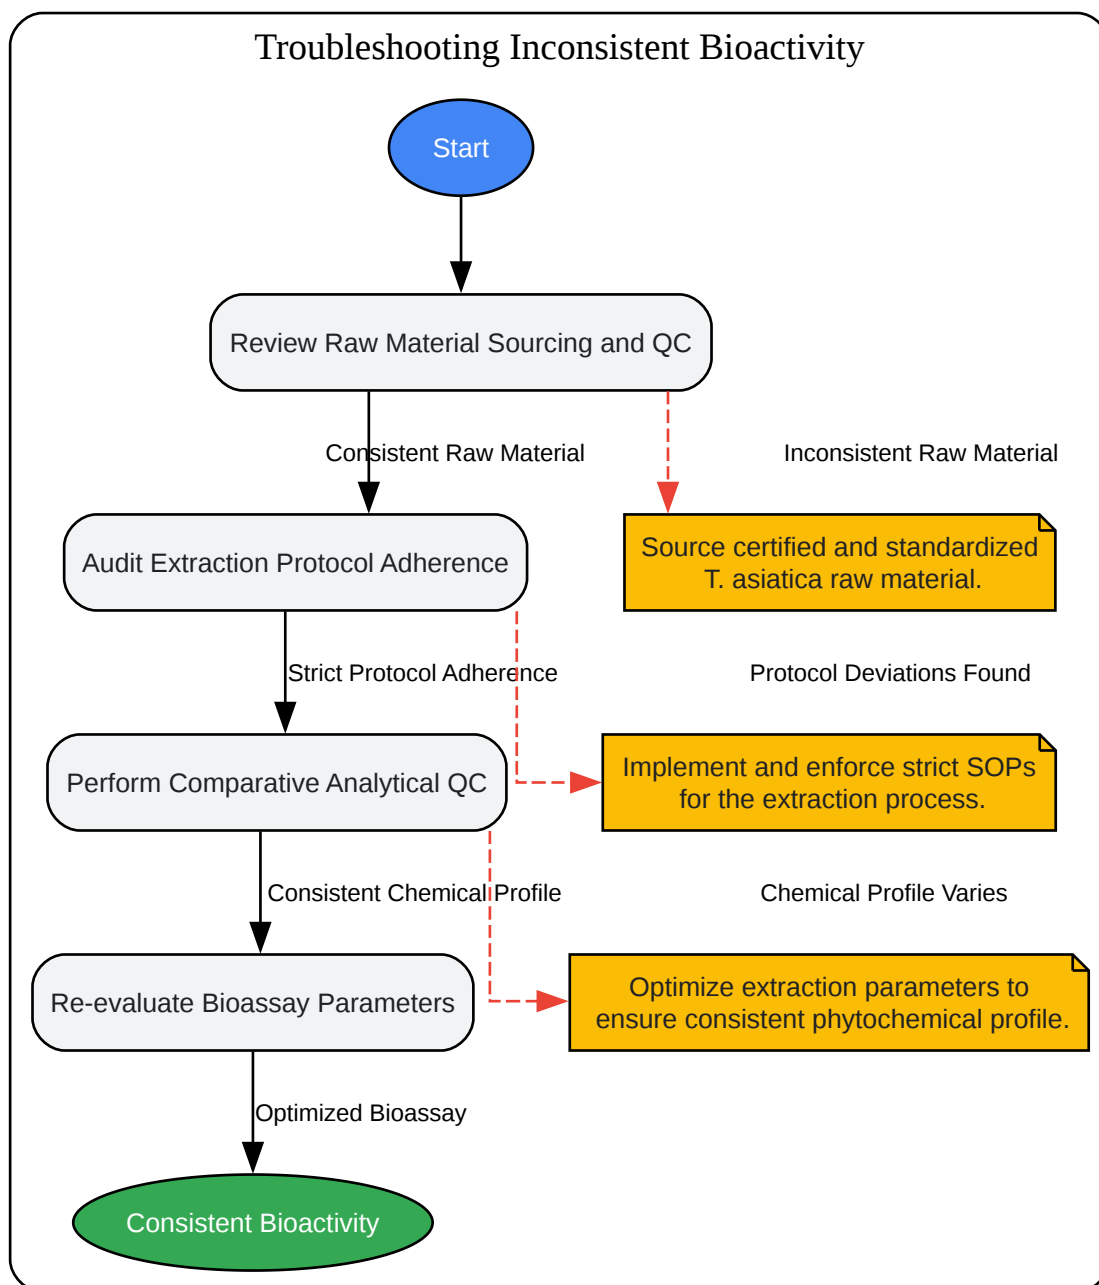 Troubleshooting Inconsistent Bioactivity
Start
Review Raw Material Sourcing and QC
Consistent Raw Material
Inconsistent Raw Material
Audit Extraction Protocol Adherence
Source certified and standardized
T. asiatica raw material.
Strict Protocol Adherence
Protocol Deviations Found
Perform Comparative Analytical QC
Implement and enforce strict SOPs
for the extraction process.
Consistent Chemical Profile
Chemical Profile Varies
Re-evaluate Bioassay Parameters
Optimize extraction parameters to
ensure consistent phytochemical profile.
Optimized Bioassay
Consistent Bioactivity